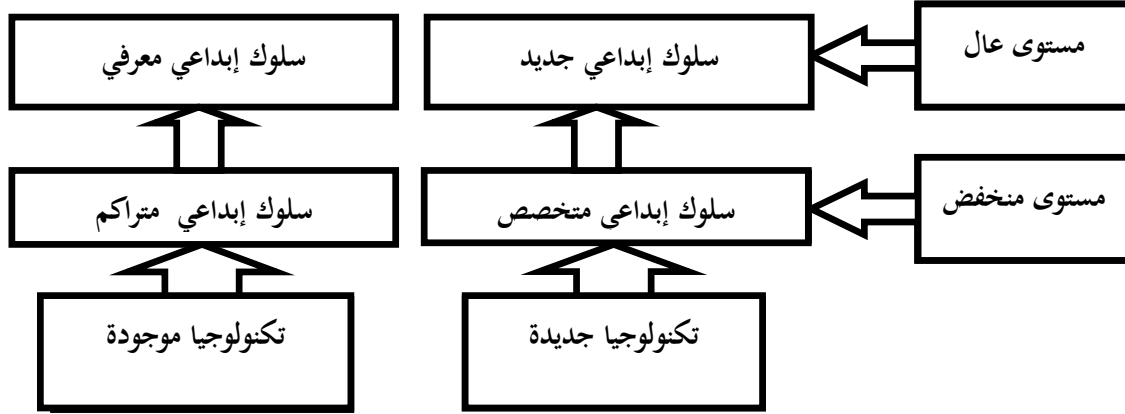 مستوى عال
سلوك إبداعي جديد
سلوك إبداعي معرفي
مستوى منخفض
سلوك إبداعى متخصص
سلوك إبداعي متراكم
تكنولوجيا جديدة
تكنولوجيا موجودة